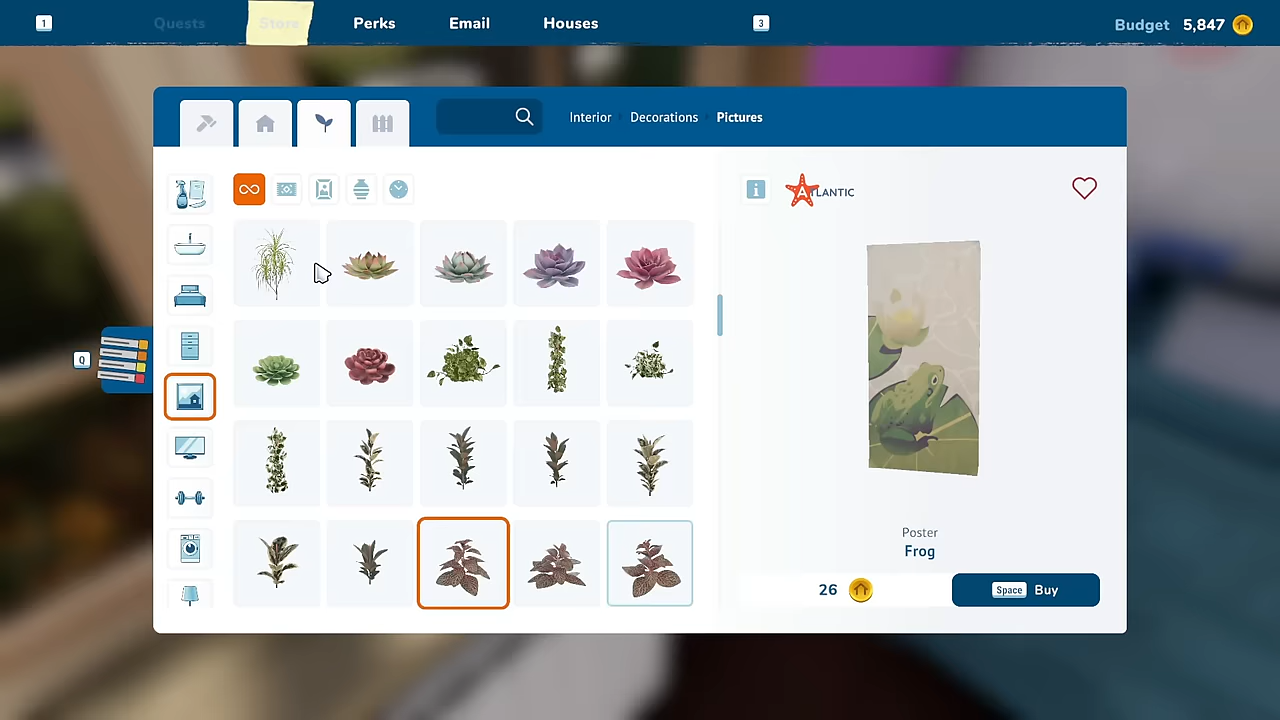 1
Quests
Store
Perks
Email
Houses
3
Budget 5,847
Interior
Decorations
Pictures
ATLANTIC
Q
Poster
Frog
26
Space Buy